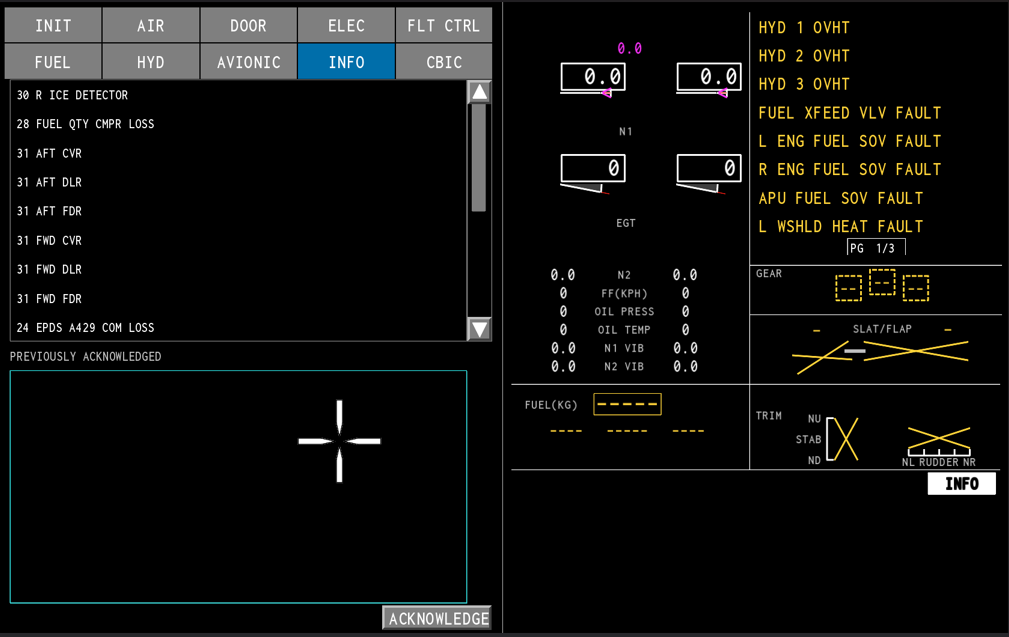 INIT AIR DOOR ELEC FLT CTRL
FUEL HYD AVIONIC INFO CBIC
30 R ICE DETECTOR
28 FUEL QTY CMPR LOSS
31 AFT CVR
31 AFT DLR
31 AFT FDR
31 FWD CVR
31 FWD DLR
31 FWD FDR
24 EPDS A429 COM LOSS
PREVIOUSLY ACKNOWLEDGED
ACKNOWLEDGE
0.0
0.0 0.0
N1
0 0
EGT
0.0 N2 0.0
0 FF(KPH) 0
0 OIL PRESS 0
0 OIL TEMP 0
0.0 N1 VIB 0.0
0.0 N2 VIB 0.0
FUEL(KG) -----
---- ----- ----
HYD 1 OVHT
HYD 2 OVHT
HYD 3 OVHT
FUEL XFEED VLV FAULT
L ENG FUEL SOV FAULT
R ENG FUEL SOV FAULT
APU FUEL SOV FAULT
L WSHLD HEAT FAULT
PG 1/3
GEAR -- -- --
- SLAT/FLAP -
TRIM
NU
STAB
ND
NL RUDDER NR
INFO